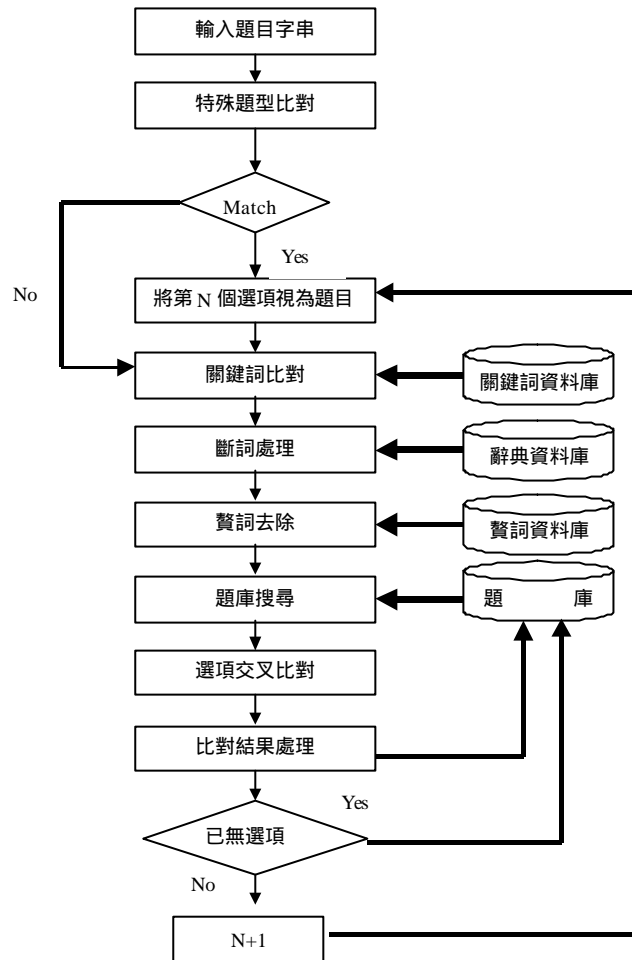 輸入題目字串
特殊題型比對
Match
Yes
No
將第 N 個選項視為題目
關鍵詞比對
關鍵詞資料庫
斷詞處理
辭典資料庫
贅詞去除
贅詞資料庫
題庫搜尋
題 庫
選項交叉比對
比對結果處理
Yes
已無選項
No
N+1